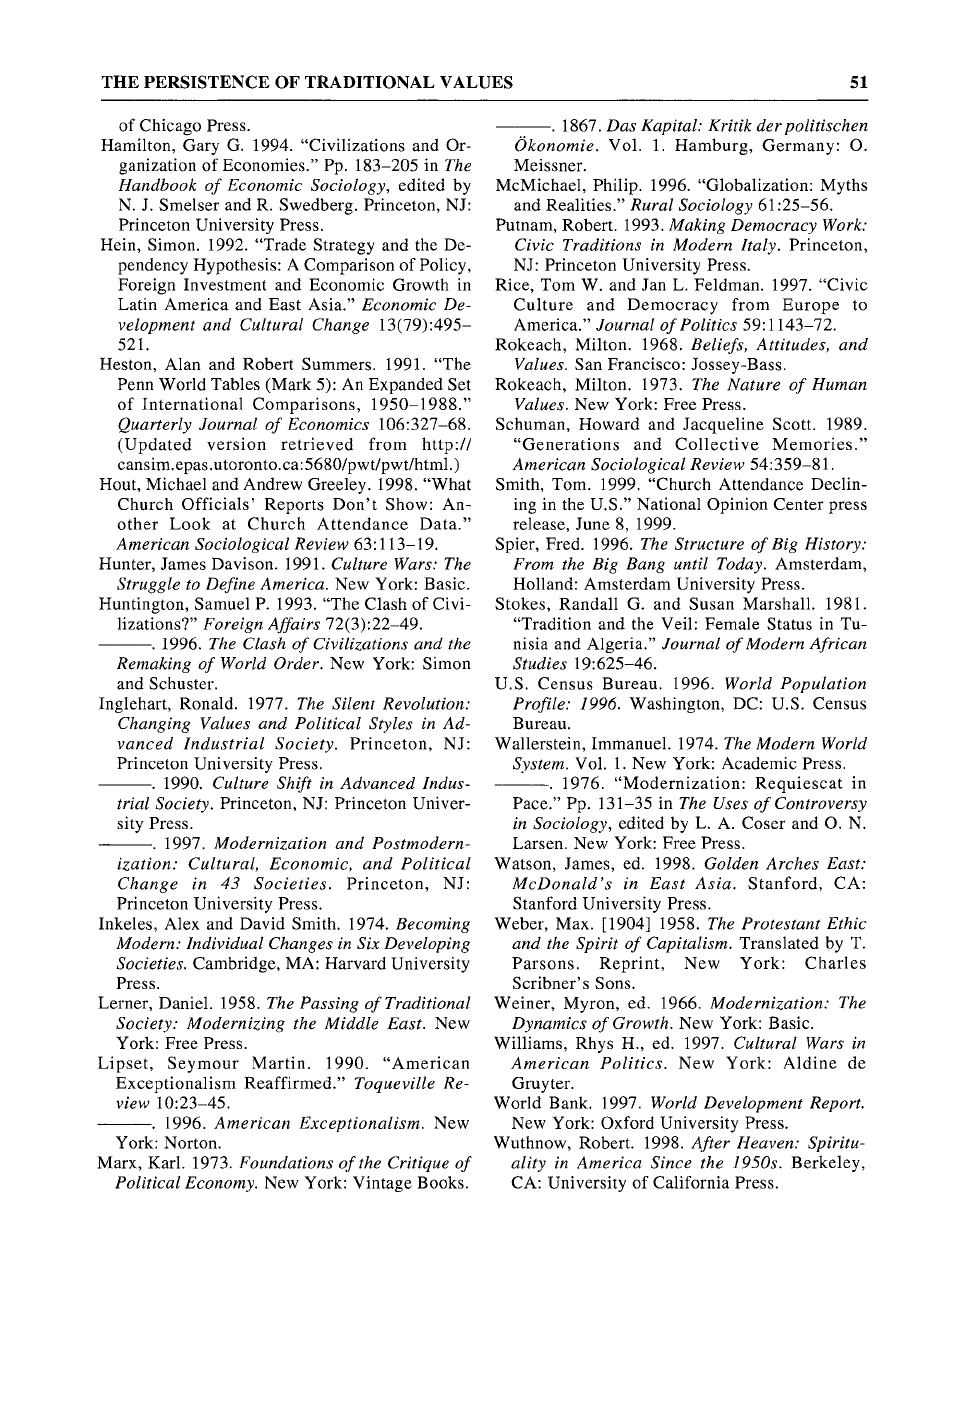 THE PERSISTENCE OF TRADITIONAL VALUES 51
of Chicago Press.
Hamilton, Gary G. 1994. “Civilizations and Or-
ganization of Economies.” Pp. 183–205 in The
Handbook of Economic Sociology, edited by
N. J. Smelser and R. Swedberg. Princeton, NJ:
Princeton University Press.
Hein, Simon. 1992. “Trade Strategy and the De-
pendency Hypothesis: A Comparison of Policy,
Foreign Investment and Economic Growth in
Latin America and East Asia.” Economic De-
velopment and Cultural Change 13(79):495–
521.
Heston, Alan and Robert Summers. 1991. “The
Penn World Tables (Mark 5): An Expanded Set
of International Comparisons, 1950–1988.”
Quarterly Journal of Economics 106:327–68.
(Updated version retrieved from http://
cansim.epas.utoronto.ca:5680/pwt/pwt/html.)
Hout, Michael and Andrew Greeley. 1998. “What
Church Officials’ Reports Don’t Show: An-
other Look at Church Attendance Data.”
American Sociological Review 63:113–19.
Hunter, James Davison. 1991. Culture Wars: The
Struggle to Define America. New York: Basic.
Huntington, Samuel P. 1993. “The Clash of Civi-
lizations?” Foreign Affairs 72(3):22–49.
———. 1996. The Clash of Civilizations and the
Remaking of World Order. New York: Simon
and Schuster.
Inglehart, Ronald. 1977. The Silent Revolution:
Changing Values and Political Styles in Ad-
vanced Industrial Society. Princeton, NJ:
Princeton University Press.
———. 1990. Culture Shift in Advanced Indus-
trial Society. Princeton, NJ: Princeton Univer-
sity Press.
———. 1997. Modernization and Postmodern-
ization: Cultural, Economic, and Political
Change in 43 Societies. Princeton, NJ:
Princeton University Press.
Inkeles, Alex and David Smith. 1974. Becoming
Modern: Individual Changes in Six Developing
Societies. Cambridge, MA: Harvard University
Press.
Lerner, Daniel. 1958. The Passing of Traditional
Society: Modernizing the Middle East. New
York: Free Press.
Lipset, Seymour Martin. 1990. “American
Exceptionalism Reaffirmed.” Toqueville Re-
view 10:23–45.
———. 1996. American Exceptionalism. New
York: Norton.
Marx, Karl. 1973. Foundations of the Critique of
Political Economy. New York: Vintage Books.
———. 1867. Das Kapital: Kritik der politischen
Ökonomie. Vol. 1. Hamburg, Germany: O.
Meissner.
McMichael, Philip. 1996. “Globalization: Myths
and Realities.” Rural Sociology 61:25–56.
Putnam, Robert. 1993. Making Democracy Work:
Civic Traditions in Modern Italy. Princeton,
NJ: Princeton University Press.
Rice, Tom W. and Jan L. Feldman. 1997. “Civic
Culture and Democracy from Europe to
America.” Journal of Politics 59:1143–72.
Rokeach, Milton. 1968. Beliefs, Attitudes, and
Values. San Francisco: Jossey-Bass.
Rokeach, Milton. 1973. The Nature of Human
Values. New York: Free Press.
Schuman, Howard and Jacqueline Scott. 1989.
“Generations and Collective Memories.”
American Sociological Review 54:359–81.
Smith, Tom. 1999. “Church Attendance Declin-
ing in the U.S.” National Opinion Center press
release, June 8, 1999.
Spier, Fred. 1996. The Structure of Big History:
From the Big Bang until Today. Amsterdam,
Holland: Amsterdam University Press.
Stokes, Randall G. and Susan Marshall. 1981.
“Tradition and the Veil: Female Status in Tu-
nisia and Algeria.” Journal of Modern African
Studies 19:625–46.
U.S. Census Bureau. 1996. World Population
Profile: 1996. Washington, DC: U.S. Census
Bureau.
Wallerstein, Immanuel. 1974. The Modern World
System. Vol. 1. New York: Academic Press.
———. 1976. “Modernization: Requiescat in
Pace.” Pp. 131–35 in The Uses of Controversy
in Sociology, edited by L. A. Coser and O. N.
Larsen. New York: Free Press.
Watson, James, ed. 1998. Golden Arches East:
McDonald’s in East Asia. Stanford, CA:
Stanford University Press.
Weber, Max. [1904] 1958. The Protestant Ethic
and the Spirit of Capitalism. Translated by T.
Parsons. Reprint, New York: Charles
Scribner’s Sons.
Weiner, Myron, ed. 1966. Modernization: The
Dynamics of Growth. New York: Basic.
Williams, Rhys H., ed. 1997. Cultural Wars in
American Politics. New York: Aldine de
Gruyter.
World Bank. 1997. World Development Report.
New York: Oxford University Press.
Wuthnow, Robert. 1998. After Heaven: Spiritu-
ality in America Since the 1950s. Berkeley,
CA: University of California Press.